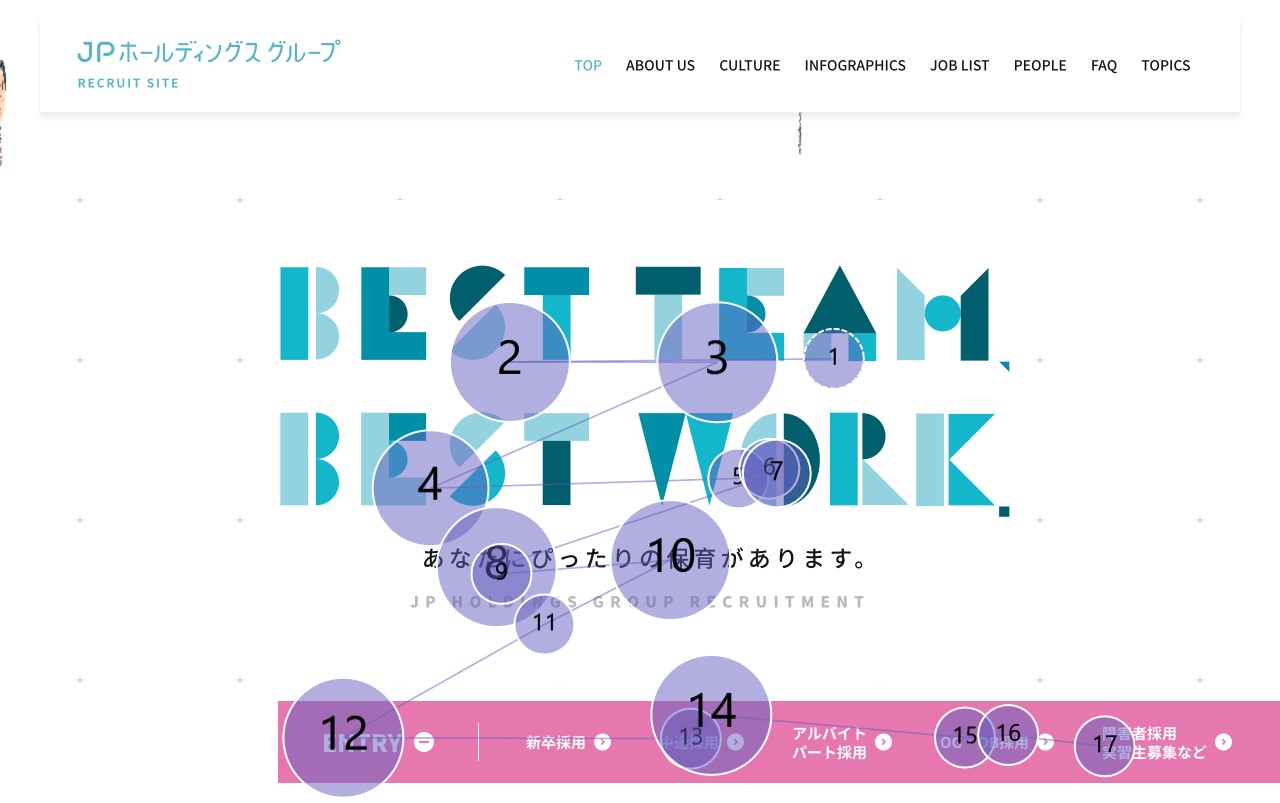 JPホールディングス グループ
RECRUIT SITE
TOP ABOUT US CULTURE INFOGRAPHICS JOB LIST PEOPLE FAQ TOPICS
BEST TEAM,
BEST WORK.
あなたにぴったりの保育があります。
JP HOLDINGS GROUP RECRUITMENT
ENTRY
新卒採用
中途採用
アルバイト
パート採用
OG・OB採用
障害者採用
実習生募集など
1
2
3
4
5
6
7
8
9
10
11
12
13
14
15
16
17